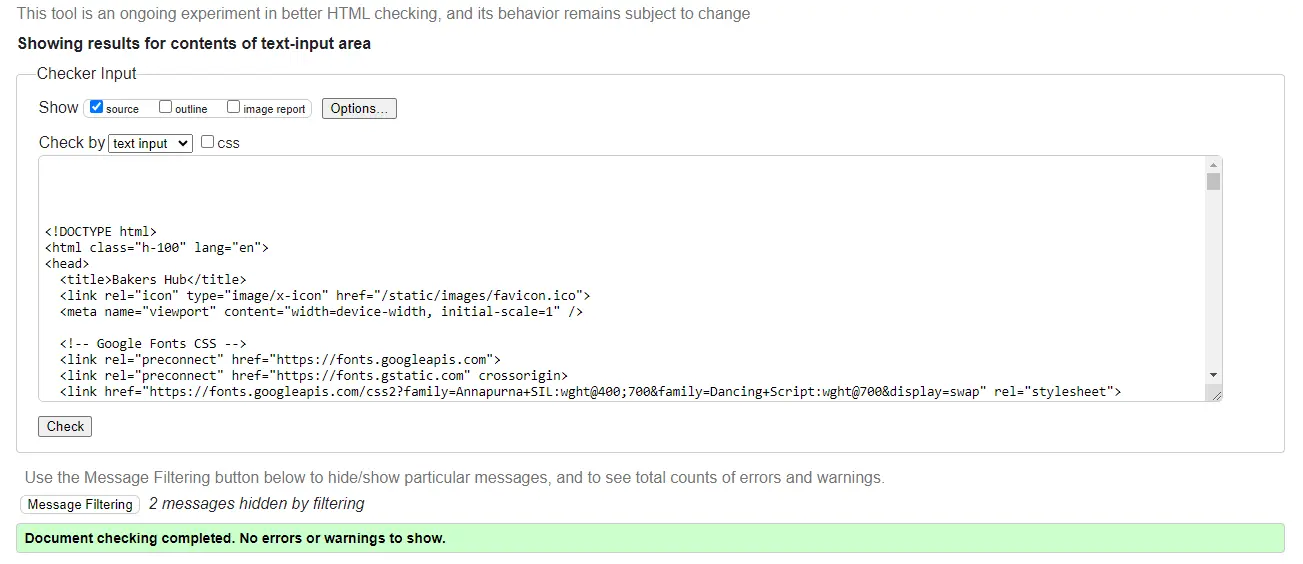 This tool is an ongoing experiment in better HTML checking, and its behavior remains subject to change
Showing results for contents of text-input area
Checker Input
Show source outline image report Options...
Check by text input css
<!DOCTYPE html>
<html class="h-100" lang="en">
<head>
<title>Bakers Hub</title>
<link rel="icon" type="image/x-icon" href="/static/images/favicon.ico">
<meta name="viewport" content="width=device-width, initial-scale=1" />
<!-- Google Fonts CSS -->
<link rel="preconnect" href="https://fonts.googleapis.com">
<link rel="preconnect" href="https://fonts.gstatic.com" crossorigin>
<link href="https://fonts.googleapis.com/css2?family=Annapurna+SIL:wght@400;700&family=Dancing+Script:wght@700&display=swap" rel="stylesheet">
Check
Use the Message Filtering button below to hide/show particular messages, and to see total counts of errors and warnings.
Message Filtering 2 messages hidden by filtering
Document checking completed. No errors or warnings to show.